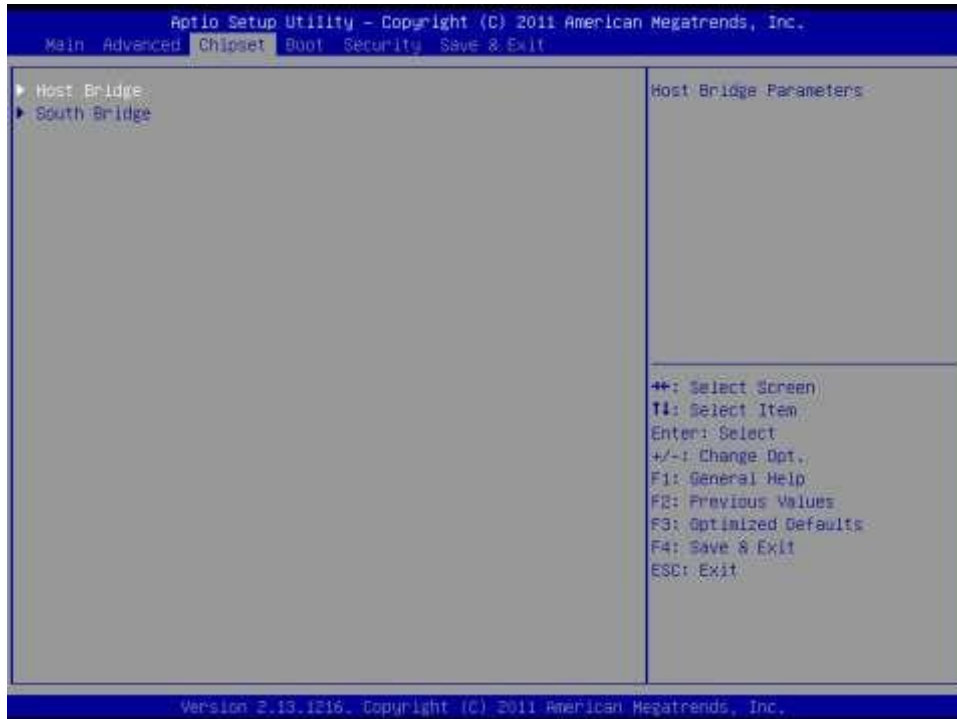 Aptio Setup Utility – Copyright (C) 2011 American Megatrends, Inc.
Main Advanced Chipset Boot Security Save & Exit
Host Bridge
South Bridge
Host Bridge Parameters
→←: Select Screen
↑↓: Select Item
Enter: Select
+/-: Change Opt.
F1: General Help
F2: Previous Values
F3: Optimized Defaults
F4: Save & Exit
ESC: Exit
Version 2.13.1216. Copyright (C) 2011 American Megatrends, Inc.